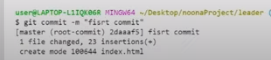 user@LAPTOP-L1IQK06R MINGW64 ~/Desktop/noonaProject/leader (
$ git commit -m "fisrt commit"
[master (root-commit) 2daaaf5] fisrt commit
1 file changed, 23 insertions(+)
create mode 100644 index.html